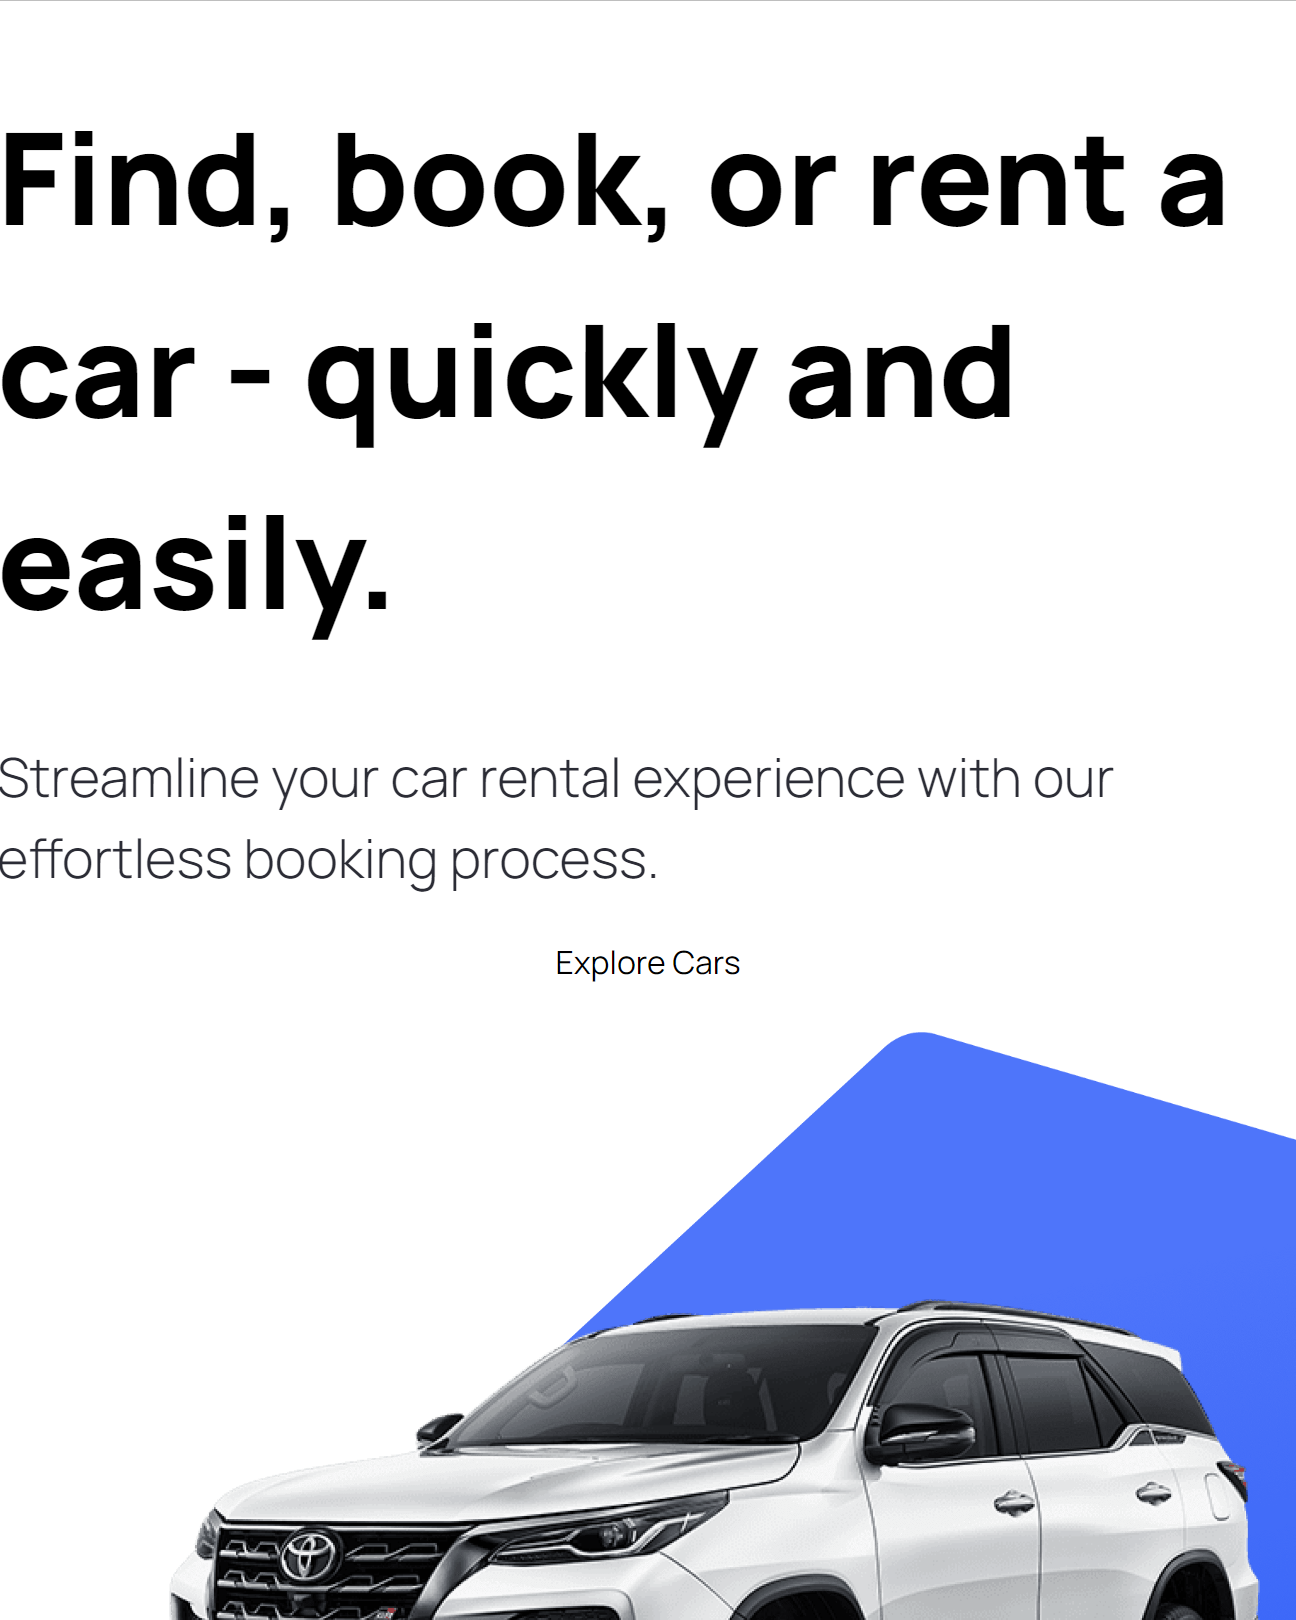 Find, book, or rent a
car - quickly and
easily.
Streamline your car rental experience with our
effortless booking process.
Explore Cars
GR